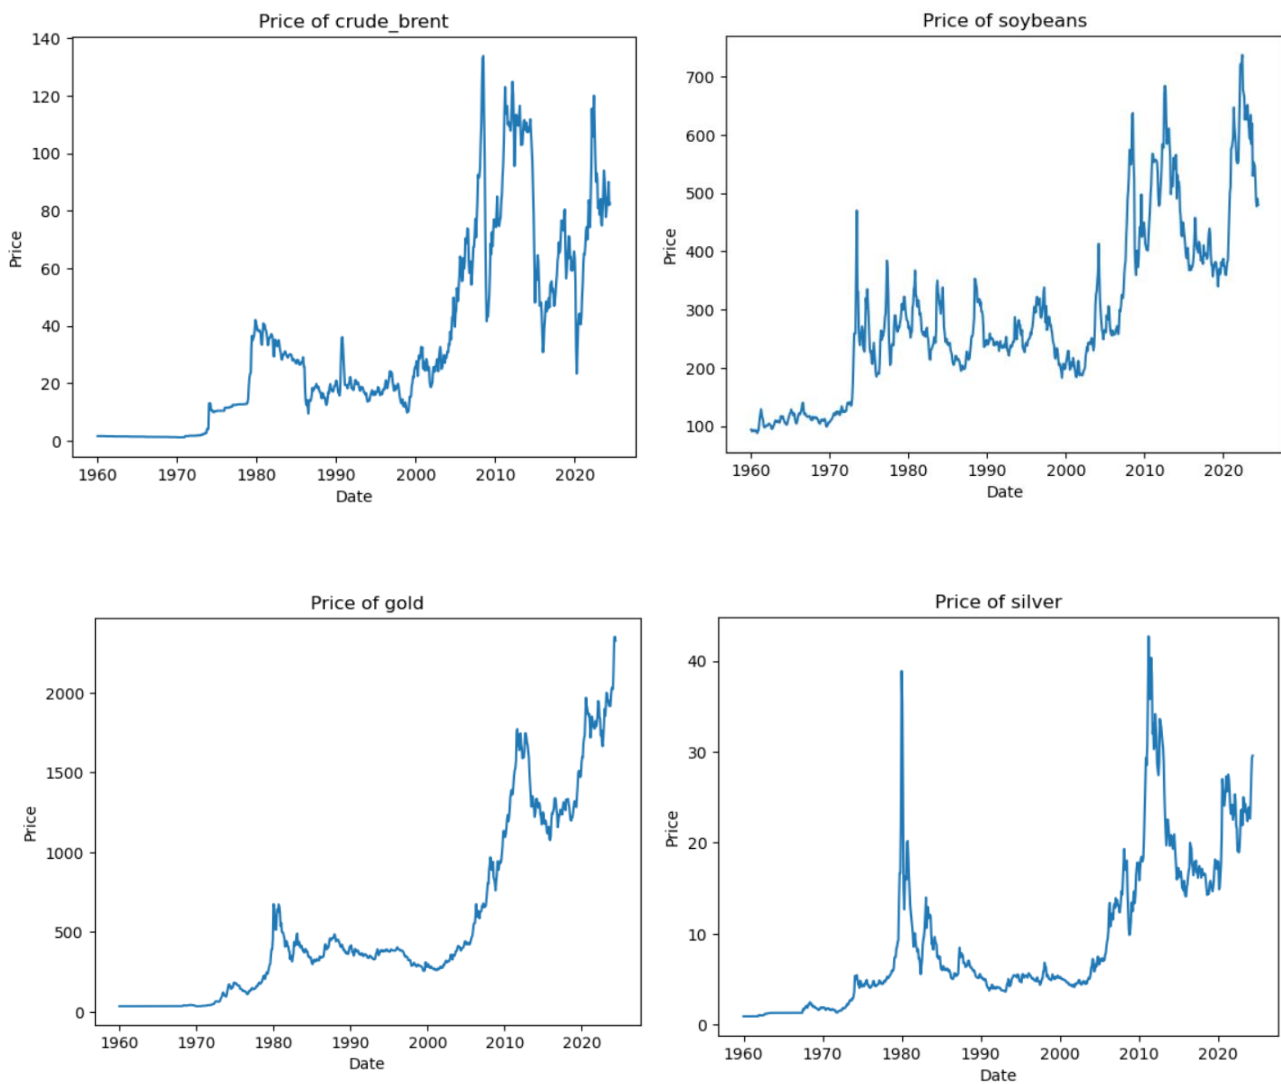 Price of crude_brent
140
120
100
80
60
40
20
0
Price
1960 1970 1980 1990 2000 2010 2020
Date
Price of soybeans
700
600
500
400
300
200
100
Price
1960 1970 1980 1990 2000 2010 2020
Date
Price of gold
2000
1500
1000
500
0
Price
1960 1970 1980 1990 2000 2010 2020
Date
Price of silver
40
30
20
10
0
Price
1960 1970 1980 1990 2000 2010 2020
Date